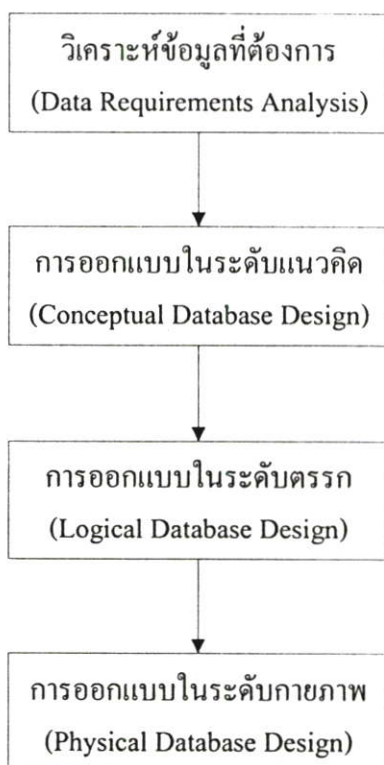 วิเคราะห์ข้อมูลที่ต้องการ
(Data Requirements Analysis)
การออกแบบในระดับแนวคิด
(Conceptual Database Design)
การออกแบบในระดับตรรก
(Logical Database Design)
การออกแบบในระดับกายภาพ
(Physical Database Design)